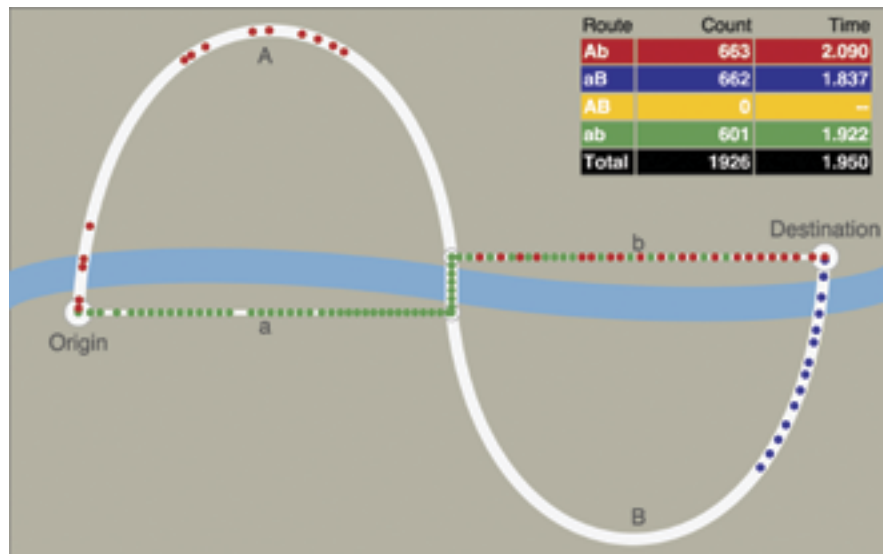 Route Count Time
Ab 663 2.090
aB 662 1.837
AB 0 --
ab 601 1.922
Total 1926 1.950
A
b
Destination
a
Origin
B